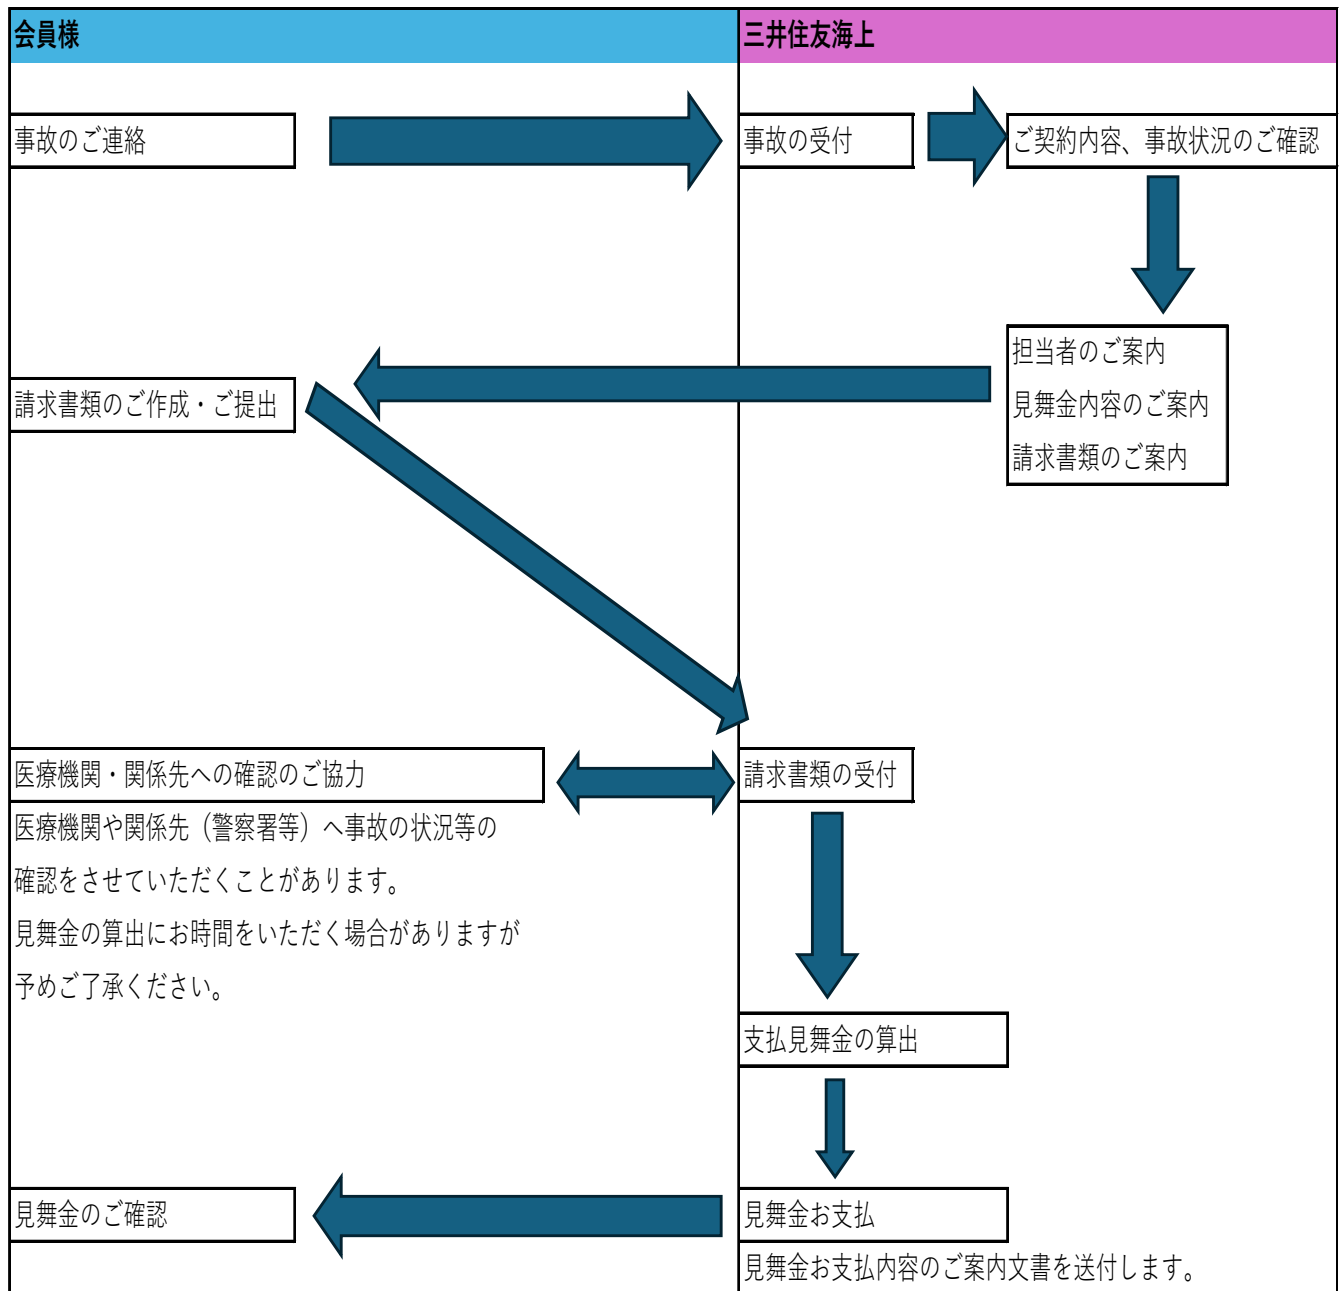 会員様
三井住友海上
事故のご連絡
事故の受付
ご契約内容、事故状況のご確認
担当者のご案内
見舞金内容のご案内
請求書類のご案内
請求書類のご作成・ご提出
医療機関・関係先への確認のご協力
請求書類の受付
医療機関や関係先（警察署等）へ事故の状況等の
確認をさせていただくことがあります。
見舞金の算出にお時間をいただく場合がありますが
予めご了承ください。
支払見舞金の算出
見舞金のご確認
見舞金お支払
見舞金お支払内容のご案内文書を送付します。